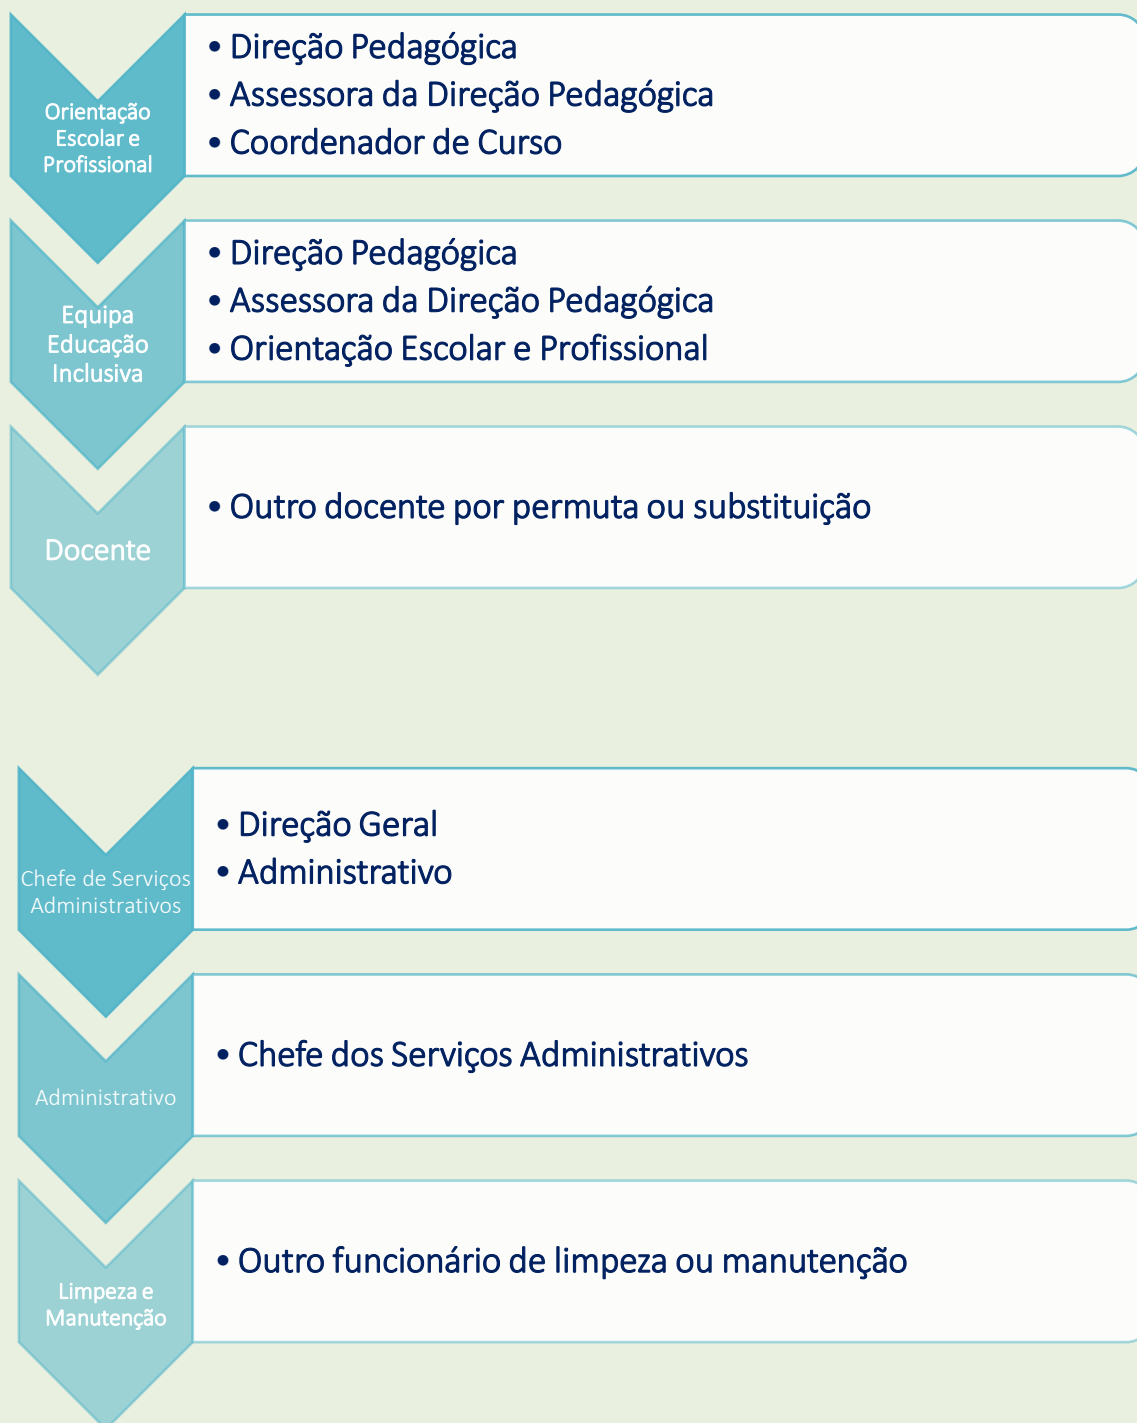 Orientação
Escolar e
Profissional
• Direção Pedagógica
• Assessora da Direção Pedagógica
• Coordenador de Curso
Equipa
Educação
Inclusiva
• Direção Pedagógica
• Assessora da Direção Pedagógica
• Orientação Escolar e Profissional
Docente
• Outro docente por permuta ou substituição
Chefe de Serviços
Administrativos
• Direção Geral
• Administrativo
Administrativo
• Chefe dos Serviços Administrativos
Limpeza e
Manutenção
• Outro funcionário de limpeza ou manutenção